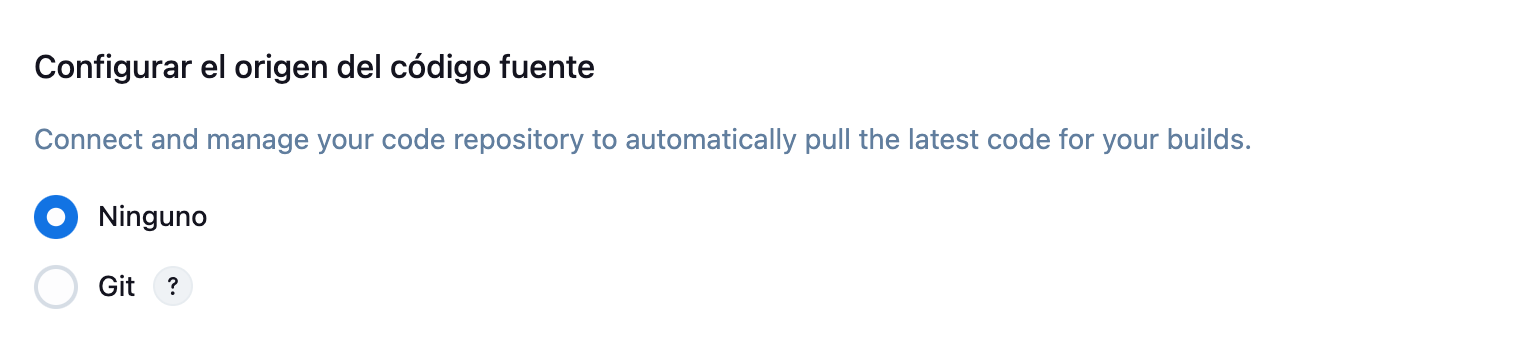 Configurar el origen del código fuente
Connect and manage your code repository to automatically pull the latest code for your builds.
Ninguno
Git ?